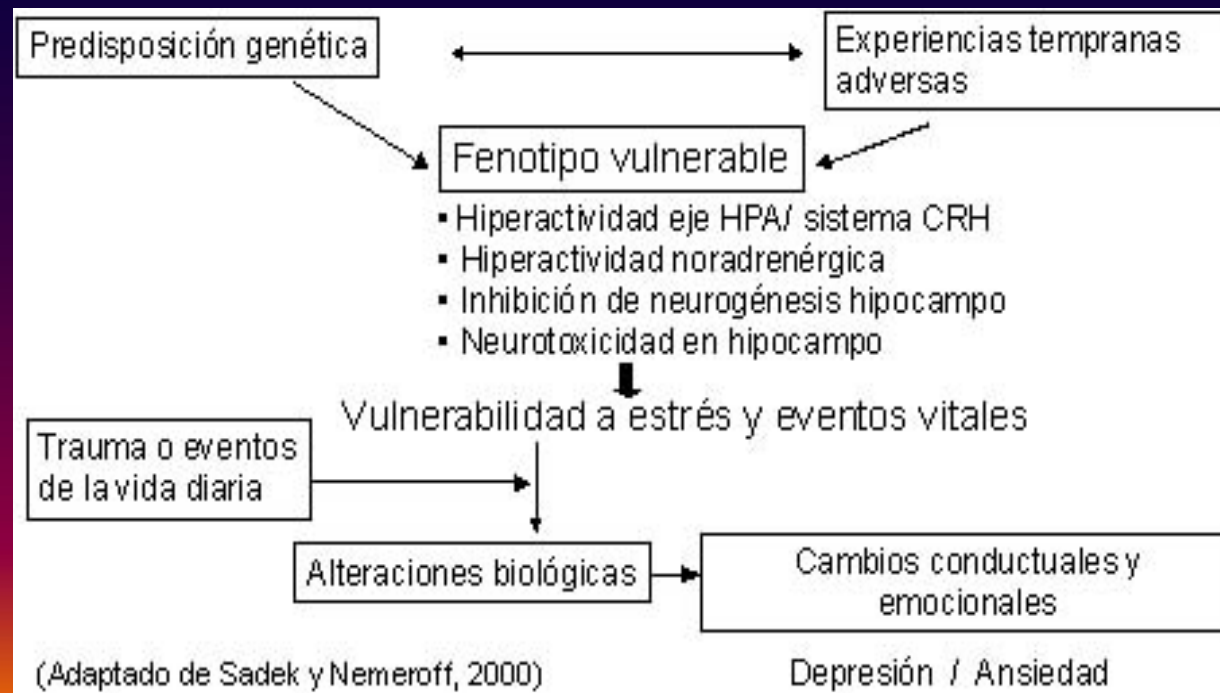 Predisposición genética
Experiencias tempranas
adversas
Fenotipo vulnerable
▪ Hiperactividad eje HPA/ sistema CRH
▪ Hiperactividad noradrenérgica
▪ Inhibición de neurogénesis hipocampo
▪ Neurotoxicidad en hipocampo
Vulnerabilidad a estrés y eventos vitales
Trauma o eventos
de la vida diaria
Alteraciones biológicas
Cambios conductuales y
emocionales
(Adaptado de Sadek y Nemeroff, 2000)
Depresión / Ansiedad